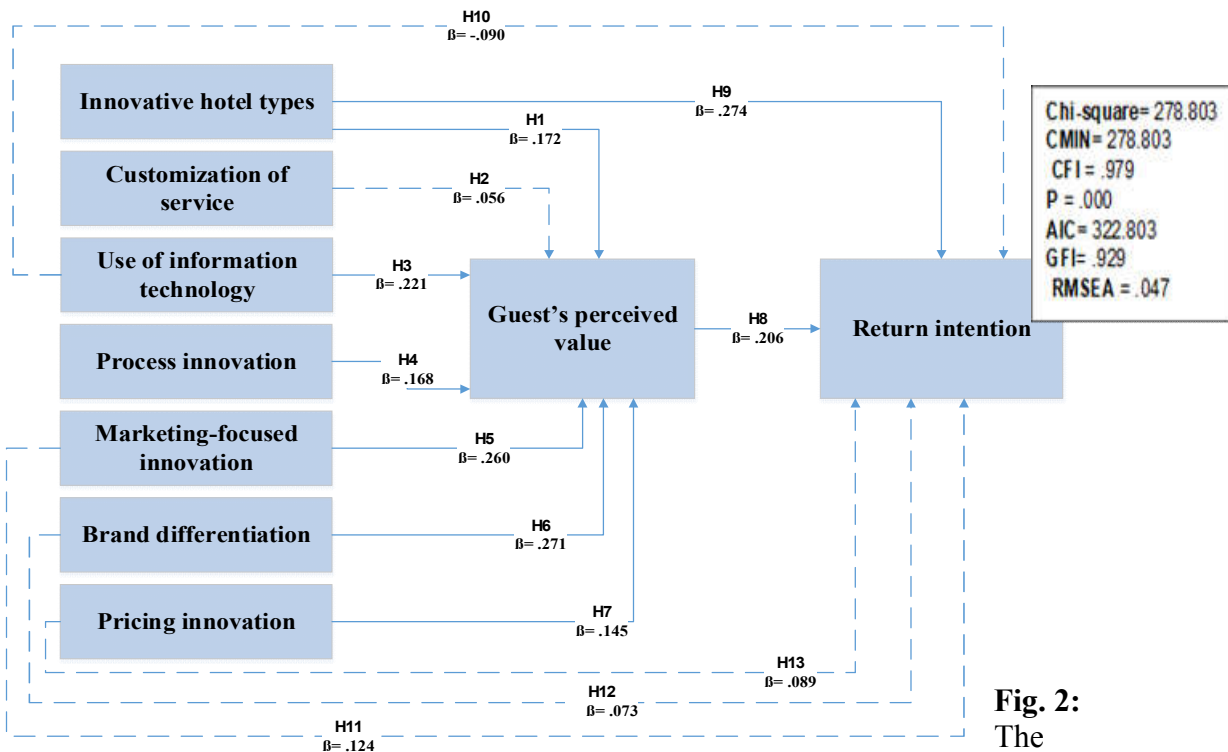 H10
ß= -.090
Innovative hotel types
H9
ß= .274
H1
ß= .172
Chi-square= 278.803
CMIN= 278.803
CFI = .979
P = .000
AIC= 322.803
GFI= .929
RMSEA = .047
Customization of
service
H2
ß= .056
Use of information
technology
H3
ß= .221
Guest’s perceived
value
H8
ß= .206
Return intention
Process innovation
H4
ß= .168
Marketing-focused
innovation
H5
ß= .260
Brand differentiation
H6
ß= .271
Pricing innovation
H7
ß= .145
H13
ß= .089
H12
ß= .073
H11
ß= .124
Fig. 2:
The